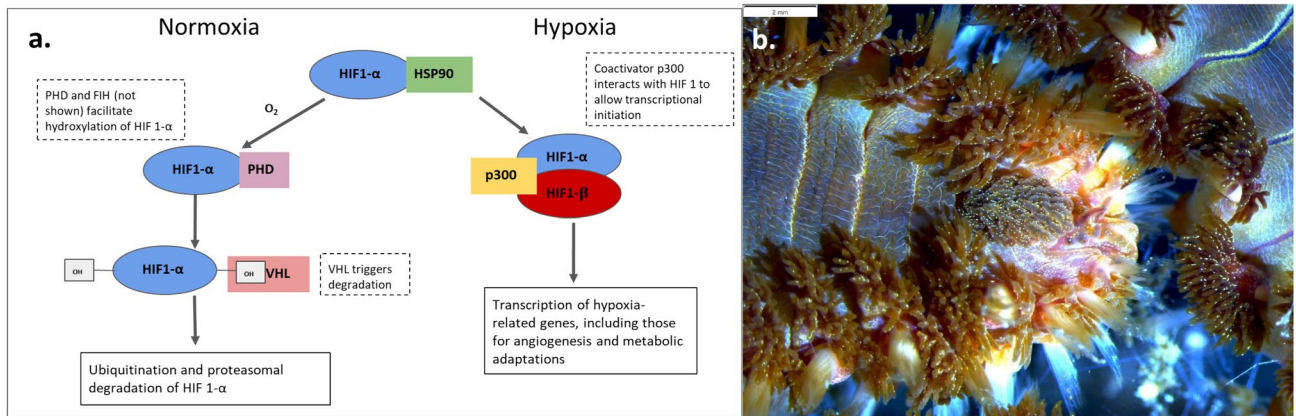 a.
Normoxia
Hypoxia
HIF1-α
HSP90
Coactivator p300
interacts with HIF 1 to
allow transcriptional
initiation
PHD and FIH (not
shown) facilitate
hydroxylation of HIF 1-α
O₂
HIF1-α
PHD
HIF1-α
p300
HIF1-β
OH
HIF1-α
OH
VHL
VHL triggers
degradation
Transcription of hypoxia-
related genes, including those
for angiogenesis and metabolic
adaptations
Ubiquitination and proteasomal
degradation of HIF 1-α
2 mm
b.